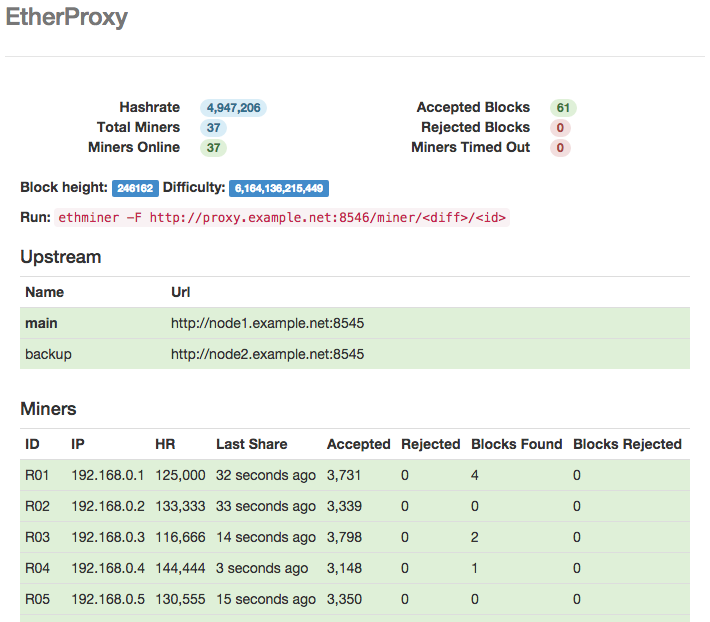 EtherProxy
Hashrate 4,947,206 Accepted Blocks 61
Total Miners 37 Rejected Blocks 0
Miners Online 37 Miners Timed Out 0
Block height: 246162 Difficulty: 6,164,136,215,449
Run: ethminer -F http://proxy.example.net:8546/miner/<diff>/<id>
Upstream
Name Url
main http://node1.example.net:8545
backup http://node2.example.net:8545
Miners
ID IP HR Last Share Accepted Rejected Blocks Found Blocks Rejected
R01 192.168.0.1 125,000 32 seconds ago 3,731 0 4 0
R02 192.168.0.2 133,333 33 seconds ago 3,339 0 0 0
R03 192.168.0.3 116,666 14 seconds ago 3,798 0 2 0
R04 192.168.0.4 144,444 3 seconds ago 3,148 0 1 0
R05 192.168.0.5 130,555 15 seconds ago 3,350 0 0 0